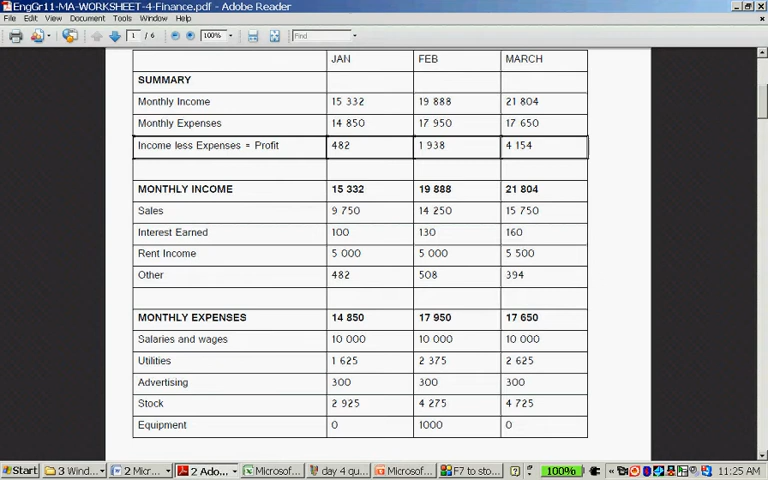 EngGr11-MA-WORKSHEET-4-Finance.pdf - Adobe Reader
File Edit View Document Tools Window Help
1 / 6 100% Find
JAN FEB MARCH
SUMMARY
Monthly Income 15 332 19 888 21 804
Monthly Expenses 14 850 17 950 17 650
Income less Expenses = Profit 482 1 938 4 154
MONTHLY INCOME 15 332 19 888 21 804
Sales 9 750 14 250 15 750
Interest Earned 100 130 160
Rent Income 5 000 5 000 5 500
Other 482 508 394
MONTHLY EXPENSES 14 850 17 950 17 650
Salaries and wages 10 000 10 000 10 000
Utilities 1 625 2 375 2 625
Advertising 300 300 300
Stock 2 925 4 275 4 725
Equipment 0 1000 0
Start 3 Wind... 2 Micr... 2 Ado... Microsof... day 4 qu... Microsof... F7 to sto... 100% 11:25 AM